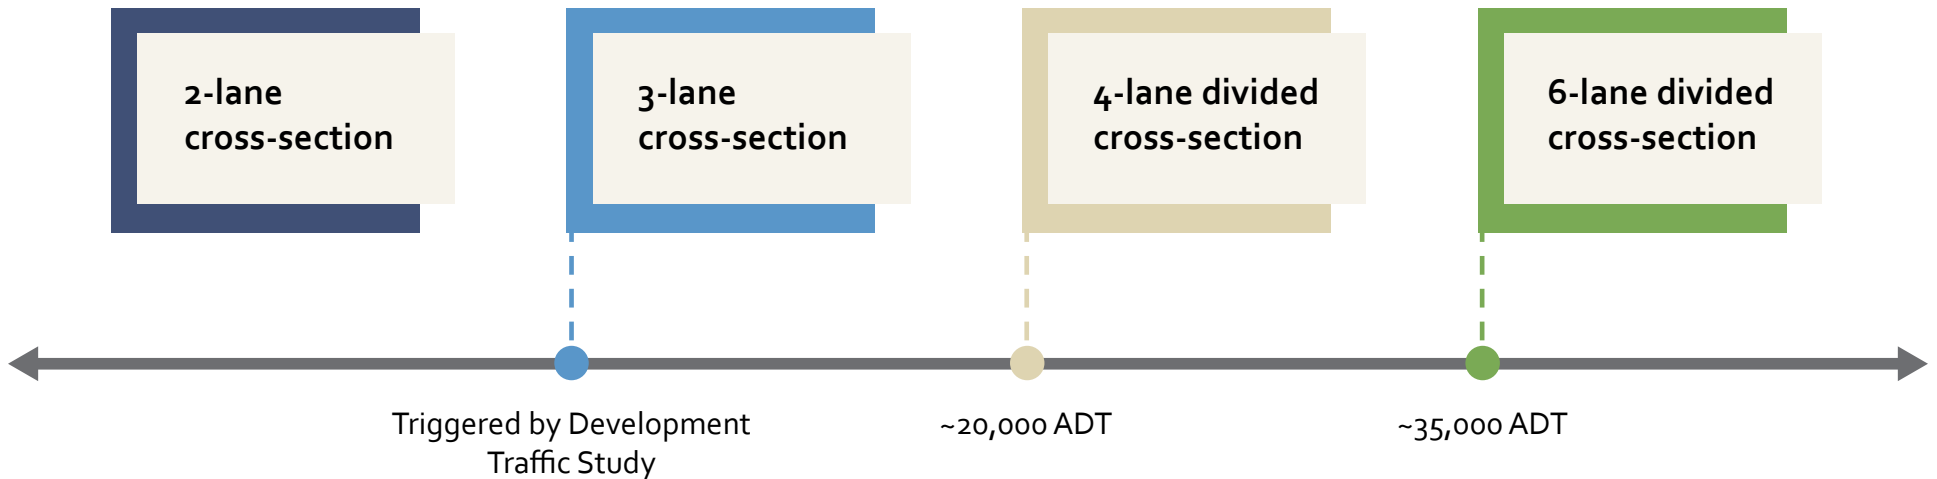 2-lane
cross-section
3-lane
cross-section
4-lane divided
cross-section
6-lane divided
cross-section
Triggered by Development
Traffic Study
~20,000 ADT
~35,000 ADT